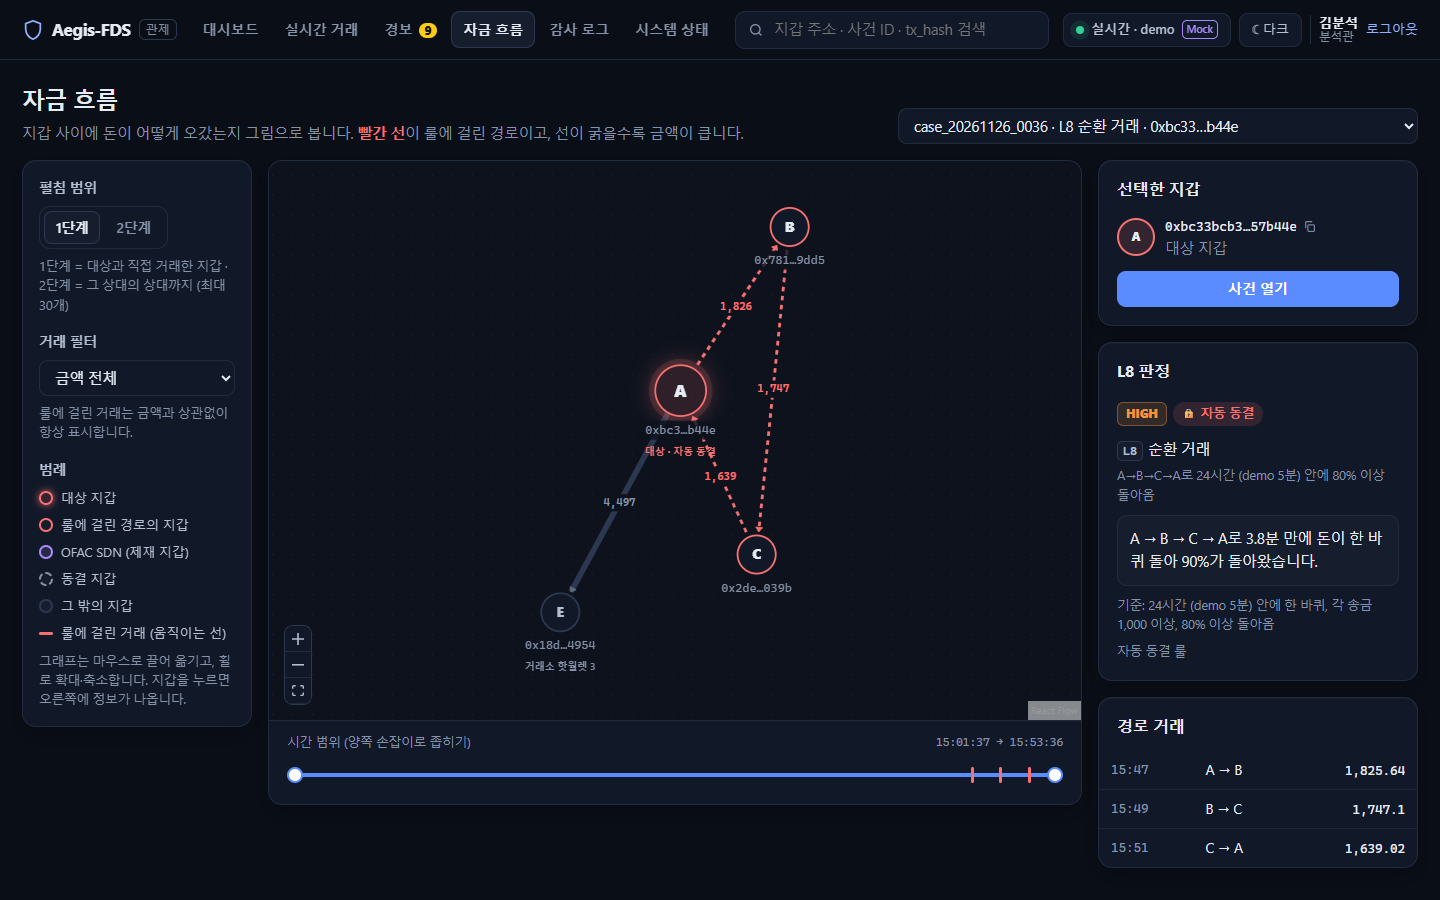 Aegis-FDS 관제 대시보드 실시간 거래 경보 9 자금 흐름 감사 로그 시스템 상태 지갑 주소 · 사건 ID · tx_hash 검색 실시간 · demo Mock 다크 김분석 로그아웃
분석관
자금 흐름
지갑 사이에 돈이 어떻게 오갔는지 그림으로 봅니다. 빨간 선이 룰에 걸린 경로이고, 선이 굵을수록 금액이 큽니다.
case_20261126_0036 · L8 순환 거래 · 0xbc33…b44e
펼침 범위
1단계 2단계
1단계 = 대상과 직접 거래한 지갑 ·
2단계 = 그 상대의 상대까지 (최대
30개)
거래 필터
금액 전체
룰에 걸린 거래는 금액과 상관없이
항상 표시합니다.
범례
대상 지갑
룰에 걸린 경로의 지갑
OFAC SDN (제재 지갑)
동결 지갑
그 밖의 지갑
룰에 걸린 거래 (움직이는 선)
그래프는 마우스로 끌어 옮기고, 휠
로 확대·축소합니다. 지갑을 누르면
오른쪽에 정보가 나옵니다.
B
0x781…9dd5
1,826
A
1,747
0xbc3…b44e
대상 · 자동 동결
1,639
4,497
C
0x2de…039b
E
0x18d…4954
거래소 핫월렛 3
React Flow
시간 범위 (양쪽 손잡이로 좁히기) 15:01:37 → 15:53:36
선택한 지갑
A
0xbc33bcb3…57b44e
대상 지갑
사건 열기
L8 판정
HIGH 자동 동결
L8 순환 거래
A→B→C→A로 24시간 (demo 5분) 안에 80% 이상
돌아옴
A → B → C → A로 3.8분 만에 돈이 한 바
퀴 돌아 90%가 돌아왔습니다.
기준: 24시간 (demo 5분) 안에 한 바퀴, 각 송금
1,000 이상, 80% 이상 돌아옴
자동 동결 룰
경로 거래
15:47 A → B 1,825.64
15:49 B → C 1,747.1
15:51 C → A 1,639.02